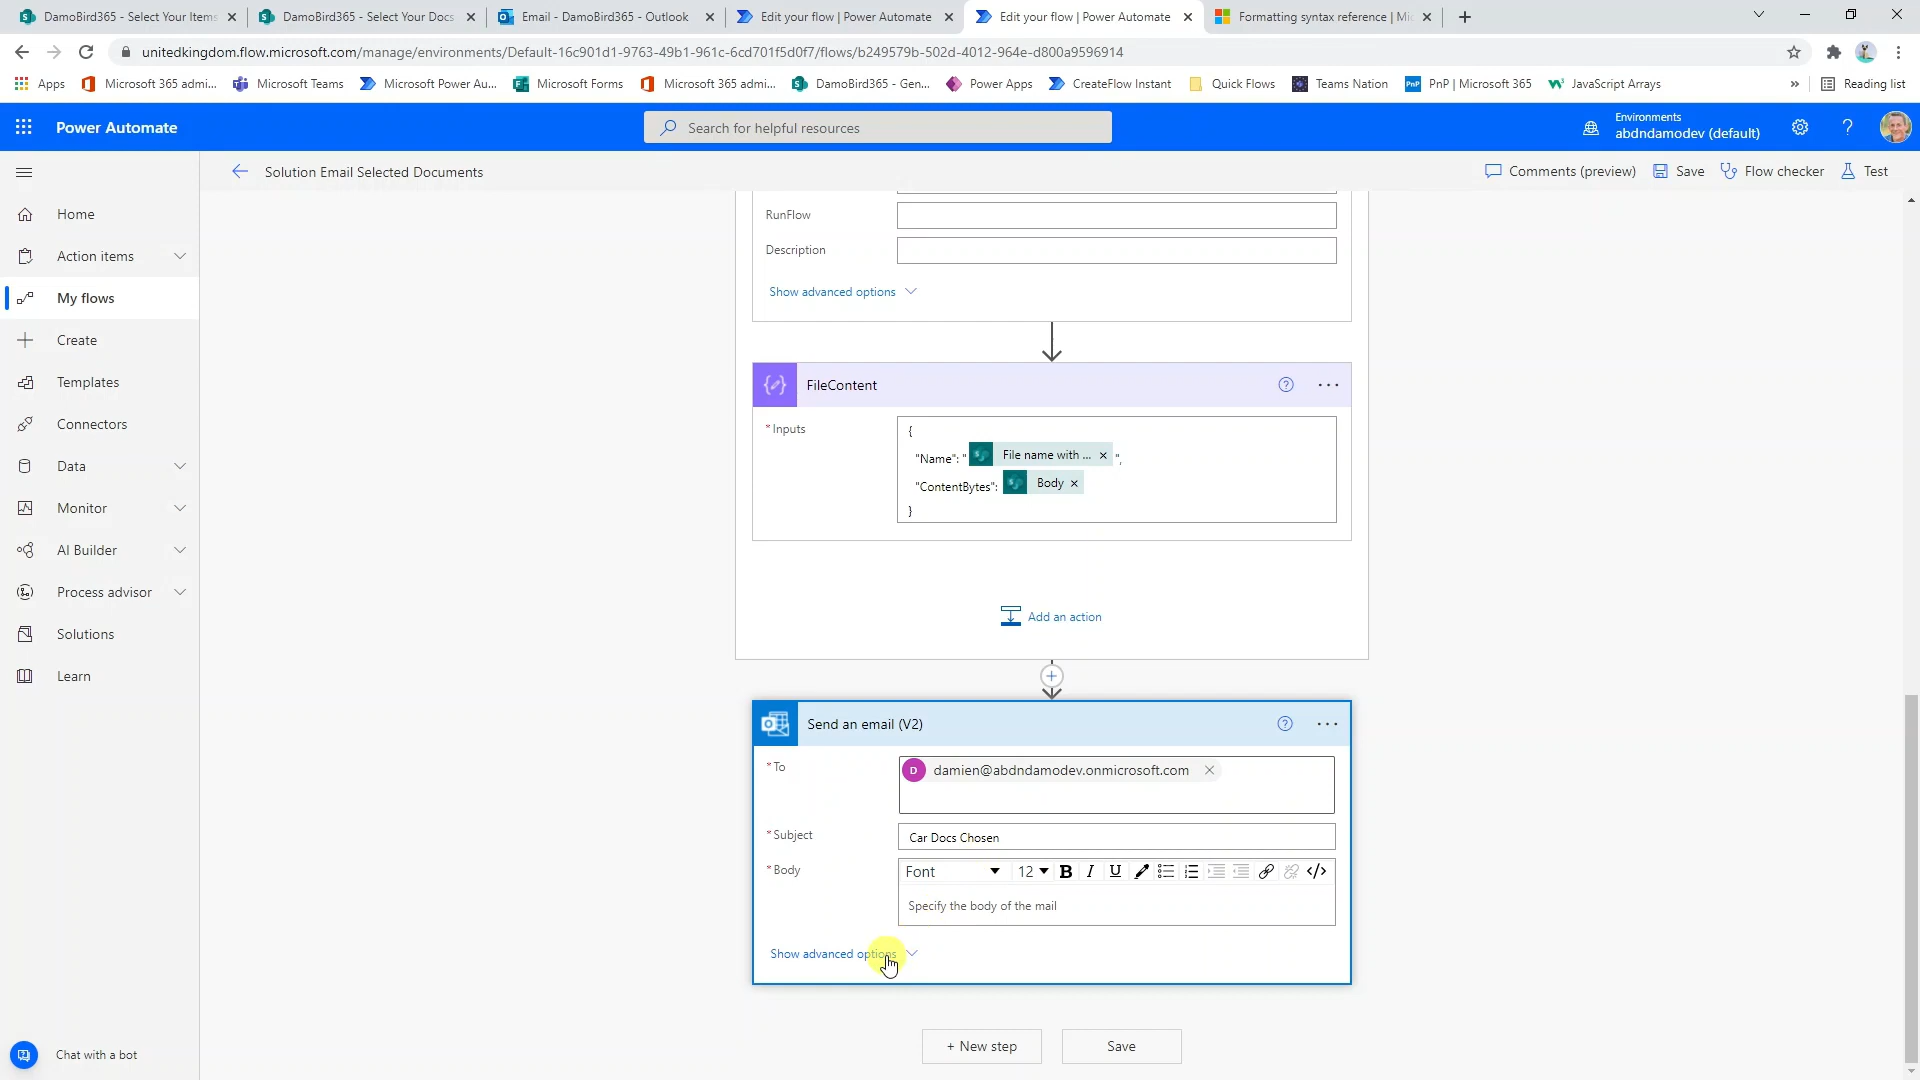 DamoBird365 - Select Your Items
DamoBird365 - Select Your Docs
Email - DamoBird365 - Outlook
Edit your flow | Power Automate
Edit your flow | Power Automate
Formatting syntax reference | Mi
unitedkingdom.flow.microsoft.com/manage/environments/Default-16c901d1-9763-49b1-961c-6cd701f5d0f7/flows/b249579b-502d-4012-964e-d800a9596914
Apps
Microsoft 365 admi...
Microsoft Teams
Microsoft Power Au...
Microsoft Forms
Microsoft 365 admi...
DamoBird365 - Gen...
Power Apps
CreateFlow Instant
Quick Flows
Teams Nation
PnP | Microsoft 365
JavaScript Arrays
»
Reading list
Power Automate
Search for helpful resources
Environments
abdndamodev (default)
?
Solution Email Selected Documents
Comments (preview)
Save
Flow checker
Test
Home
Action items
My flows
Create
Templates
Connectors
Data
Monitor
AI Builder
Process advisor
Solutions
Learn
Chat with a bot
RunFlow
Description
Show advanced options
FileContent
* Inputs
{
"Name": " File name with ... × ",
"ContentBytes": Body ×
}
Add an action
Send an email (V2)
* To
D damien@abdndamodev.onmicrosoft.com
* Subject
Car Docs Chosen
* Body
Font 12 B I U </>
Specify the body of the mail
Show advanced options
+ New step
Save